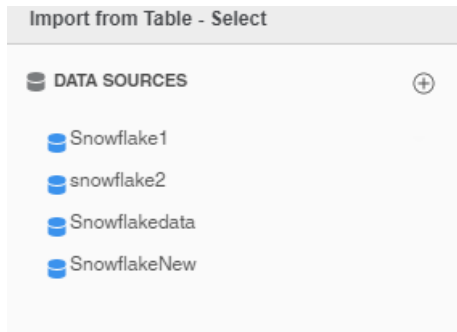 Import from Table - Select
DATA SOURCES
Snowflake1
snowflake2
Snowflakedata
SnowflakeNew